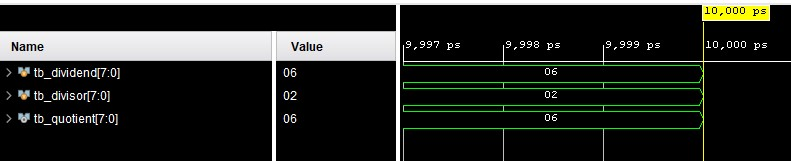 10,000 ps
Name Value 9,997 ps 9,998 ps 9,999 ps 10,000 ps
tb_dividend[7:0] 06 06
tb_divisor[7:0] 02 02
tb_quotient[7:0] 06 06